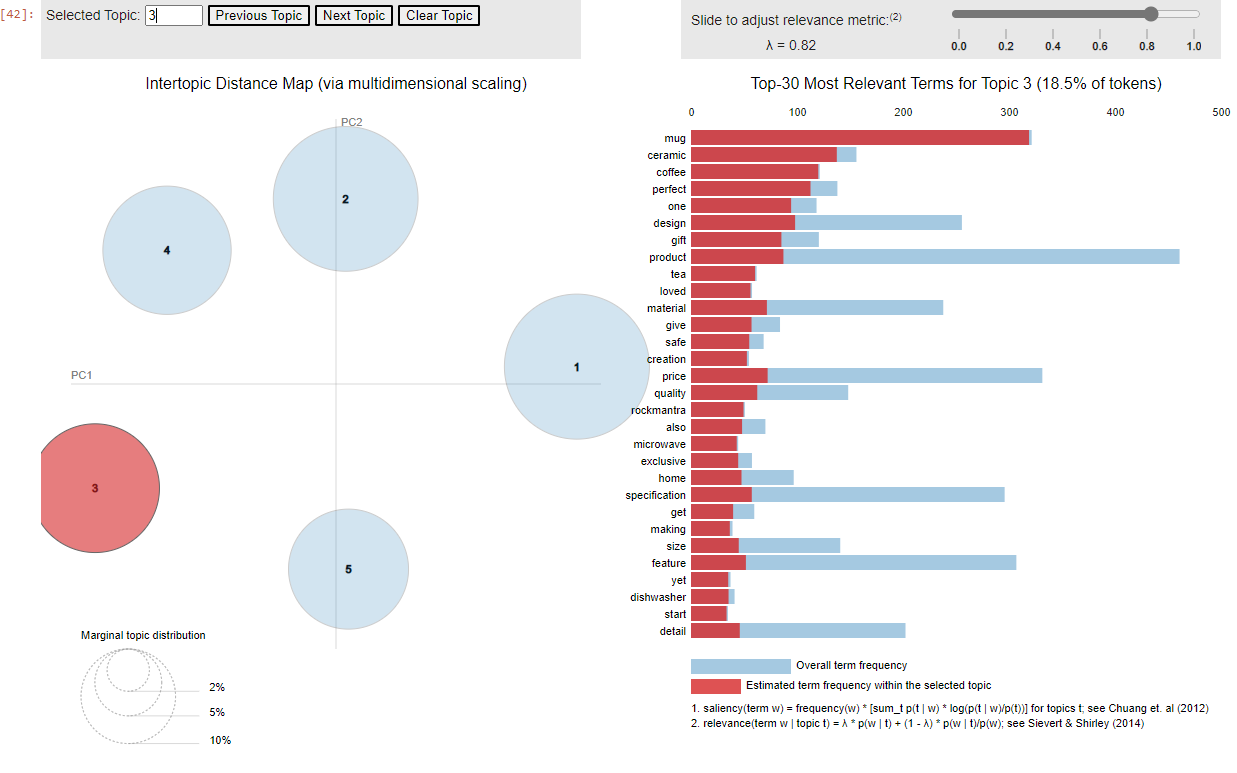 [42]:
Selected Topic: 3 Previous Topic Next Topic Clear Topic
Slide to adjust relevance metric:(2)
λ = 0.82
0.0 0.2 0.4 0.6 0.8 1.0
Intertopic Distance Map (via multidimensional scaling)
PC2
2
4
1
PC1
3
5
Marginal topic distribution
2%
5%
10%
Top-30 Most Relevant Terms for Topic 3 (18.5% of tokens)
0 100 200 300 400 500
mug
ceramic
coffee
perfect
one
design
gift
product
tea
loved
material
give
safe
creation
price
quality
rockmantra
also
microwave
exclusive
home
specification
get
making
size
feature
yet
dishwasher
start
detail
Overall term frequency
Estimated term frequency within the selected topic
1. saliency(term w) = frequency(w) * [sum_t p(t | w) * log(p(t | w)/p(t))] for topics t; see Chuang et. al (2012)
2. relevance(term w | topic t) = λ * p(w | t) + (1 - λ) * p(w | t)/p(w); see Sievert & Shirley (2014)